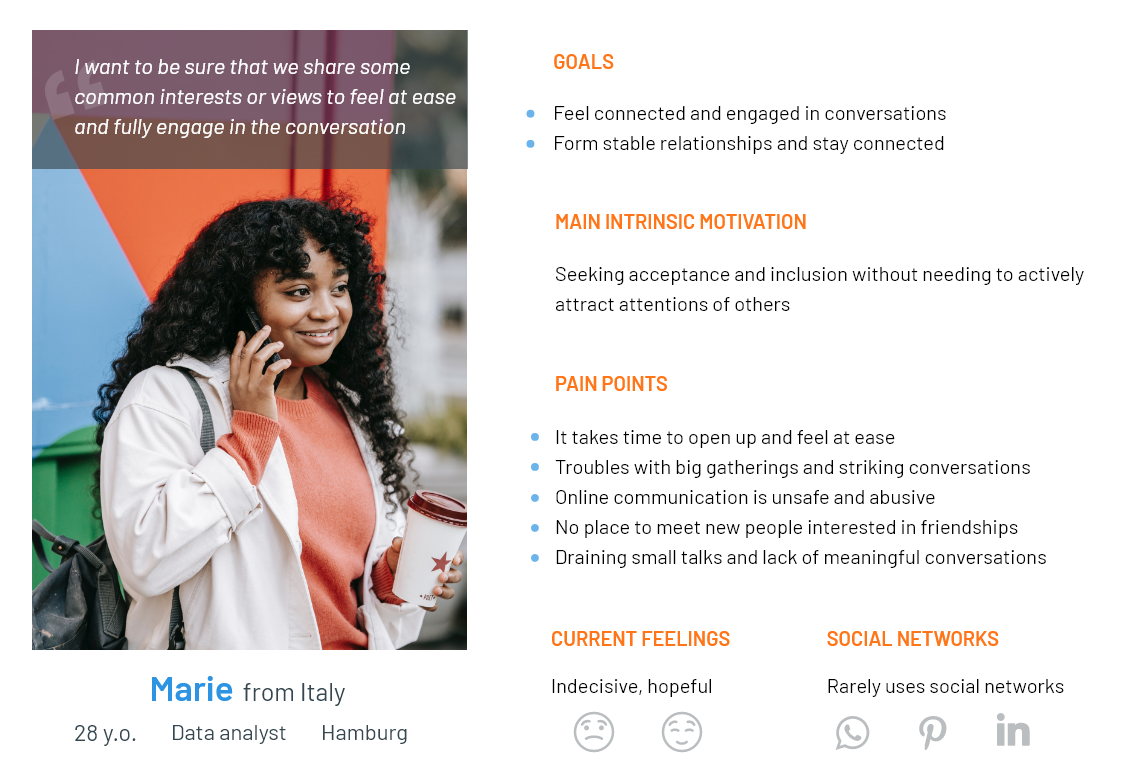 I want to be sure that we share some
common interests or views to feel at ease
and fully engage in the conversation
Marie from Italy
28 y.o. Data analyst Hamburg
GOALS
Feel connected and engaged in conversations
Form stable relationships and stay connected
MAIN INTRINSIC MOTIVATION
Seeking acceptance and inclusion without needing to actively
attract attentions of others
PAIN POINTS
It takes time to open up and feel at ease
Troubles with big gatherings and striking conversations
Online communication is unsafe and abusive
No place to meet new people interested in friendships
Draining small talks and lack of meaningful conversations
CURRENT FEELINGS
Indecisive, hopeful
SOCIAL NETWORKS
Rarely uses social networks
in